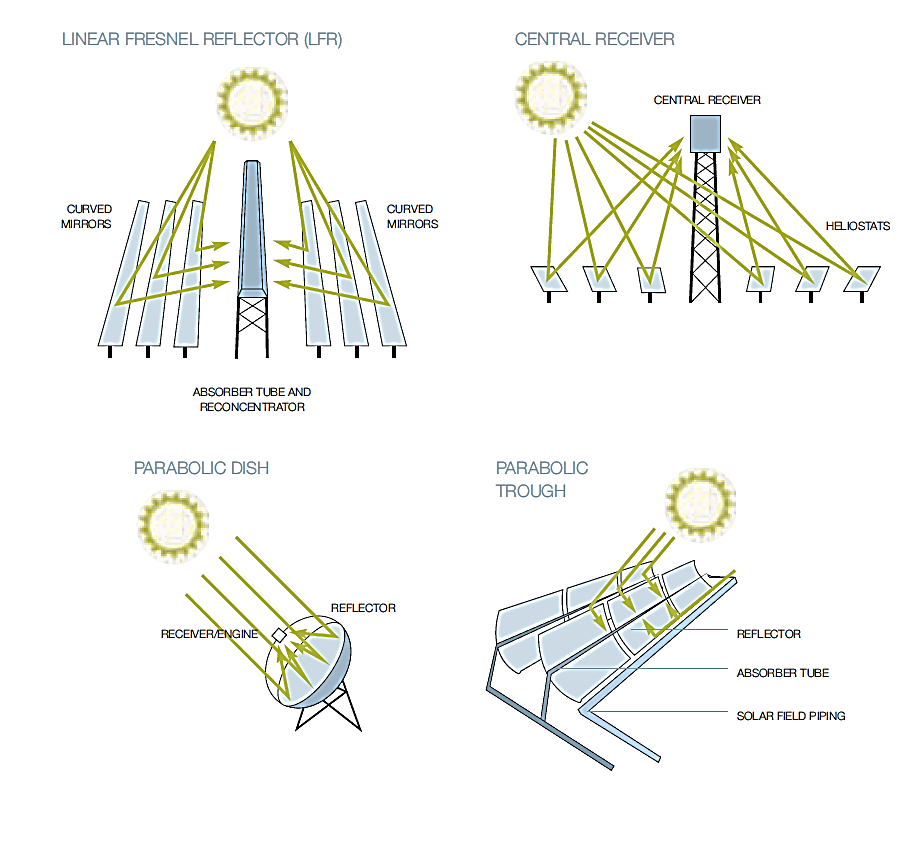 LINEAR FRESNEL REFLECTOR (LFR)
CURVED
MIRRORS
CURVED
MIRRORS
ABSORBER TUBE AND
RECONCENTRATOR
CENTRAL RECEIVER
CENTRAL RECEIVER
HELIOSTATS
PARABOLIC DISH
REFLECTOR
RECEIVER/ENGINE
PARABOLIC
TROUGH
REFLECTOR
ABSORBER TUBE
SOLAR FIELD PIPING